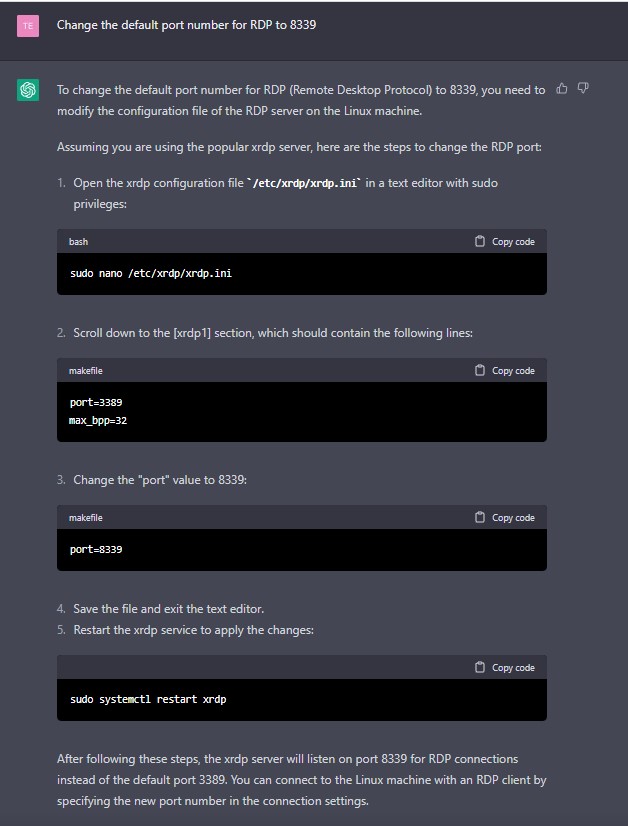 TE
Change the default port number for RDP to 8339
To change the default port number for RDP (Remote Desktop Protocol) to 8339, you need to
modify the configuration file of the RDP server on the Linux machine.
Assuming you are using the popular xrdp server, here are the steps to change the RDP port:
1. Open the xrdp configuration file `/etc/xrdp/xrdp.ini` in a text editor with sudo
privileges:
bash Copy code
sudo nano /etc/xrdp/xrdp.ini
2. Scroll down to the [xrdp1] section, which should contain the following lines:
makefile Copy code
port=3389
max_bpp=32
3. Change the "port" value to 8339:
makefile Copy code
port=8339
4. Save the file and exit the text editor.
5. Restart the xrdp service to apply the changes:
Copy code
sudo systemctl restart xrdp
After following these steps, the xrdp server will listen on port 8339 for RDP connections
instead of the default port 3389. You can connect to the Linux machine with an RDP client by
specifying the new port number in the connection settings.